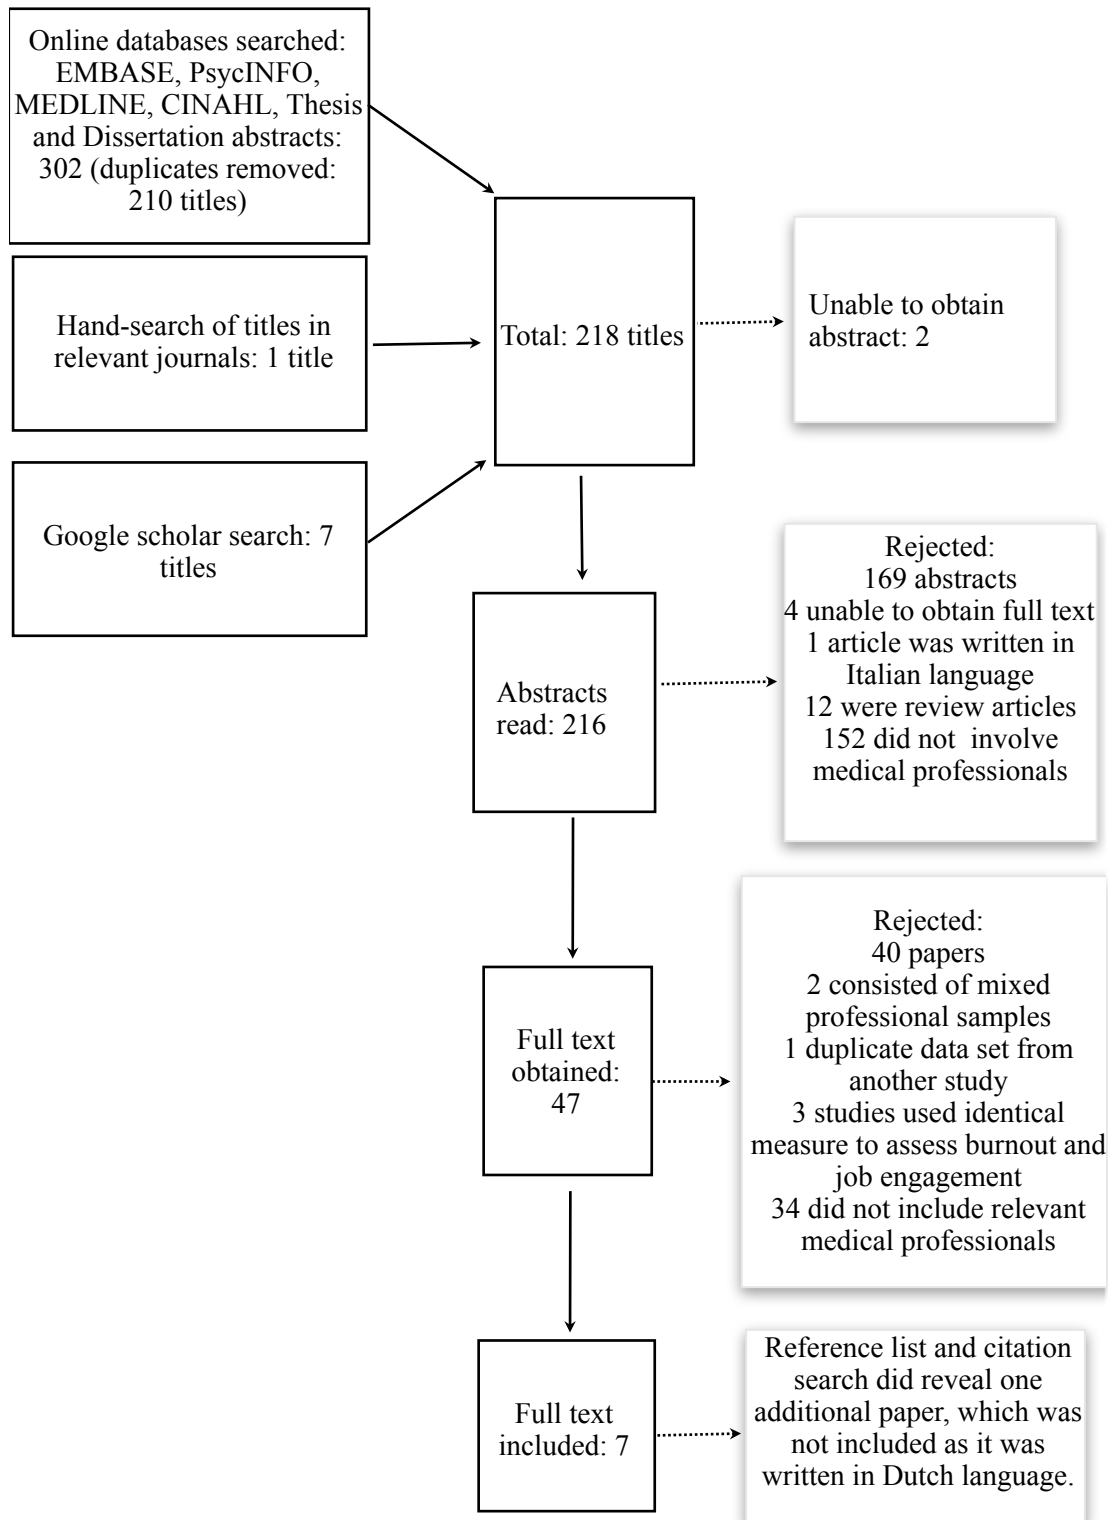 Online databases searched:
EMBASE, PsycINFO,
MEDLINE, CINAHL, Thesis
and Dissertation abstracts:
302 (duplicates removed:
210 titles)
Hand-search of titles in
relevant journals: 1 title
Google scholar search: 7
titles
Total: 218 titles
Unable to obtain
abstract: 2
Abstracts
read: 216
Rejected:
169 abstracts
4 unable to obtain full text
1 article was written in
Italian language
12 were review articles
152 did not  involve
medical professionals
Full text
obtained:
47
Rejected:
40 papers
2 consisted of mixed
professional samples
1 duplicate data set from
another study
3 studies used identical
measure to assess burnout and
job engagement
34 did not include relevant
medical professionals
Full text
included: 7
Reference list and citation
search did reveal one
additional paper, which was
not included as it was
written in Dutch language.